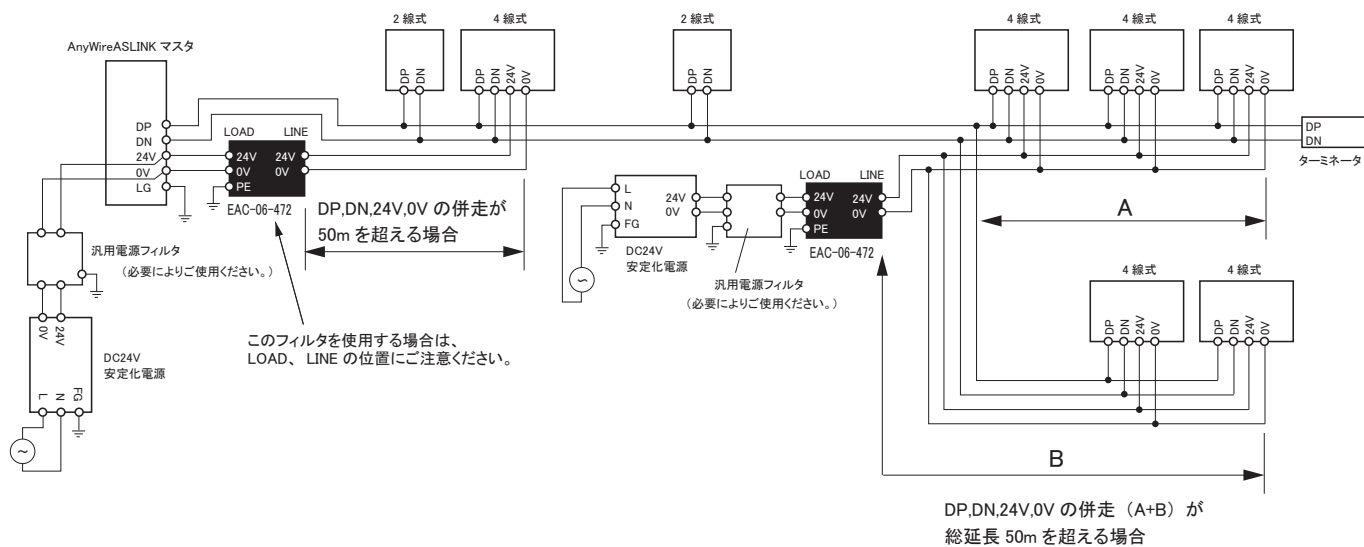 2 線式
4 線式
2 線式
4 線式
4 線式
4 線式
AnyWireASLINK マスタ
DP
DN
DP
DN
24V
0V
DP
DN
DP
DN
24V
0V
DP
DN
24V
0V
DP
DN
24V
0V
DP
DN
24V
0V
LG
LOAD
LINE
24V
0V
PE
24V
0V
EAC-06-472
DP
DN
ターミネータ
DP,DN,24V,0V の併走が
50m を超える場合
汎用電源フィルタ
（必要によりご使用ください。）
0V
24V
DC24V
安定化電源
L
N
FG
~
このフィルタを使用する場合は、
LOAD、 LINE の位置にご注意ください。
L
N
FG
24V
0V
DC24V
安定化電源
~
汎用電源フィルタ
（必要によりご使用ください。）
LOAD
LINE
24V
0V
PE
24V
0V
EAC-06-472
A
4 線式
4 線式
DP
DN
24V
0V
DP
DN
24V
0V
B
DP,DN,24V,0V の併走（A+B）が
総延長 50m を超える場合